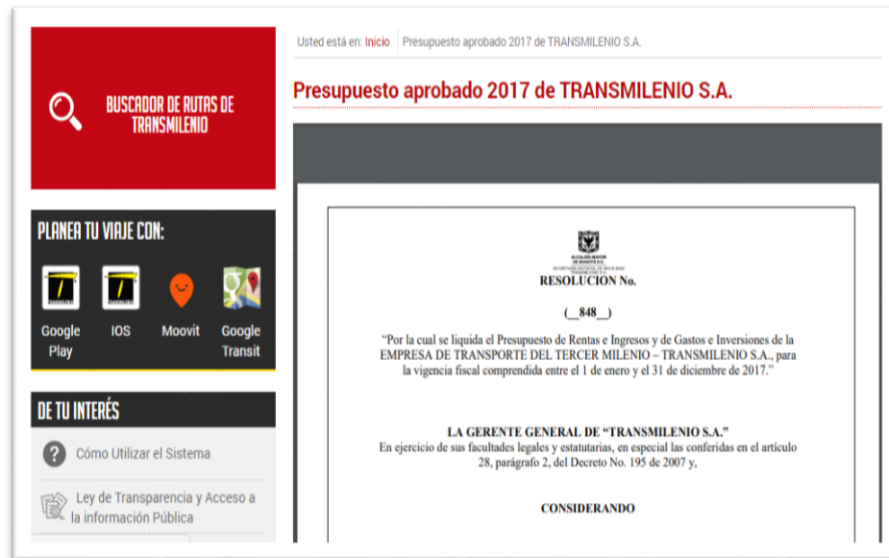 BUSCADOR DE RUTAS DE
TRANSMILENIO
PLANEA TU VIAJE CON:
Google
Play
IOS
Moovit
Google
Transit
DE TU INTERÉS
Cómo Utilizar el Sistema
Ley de Transparencia y Acceso a
la información Pública
Usted está en: Inicio Presupuesto aprobado 2017 de TRANSMILENIO S.A.
Presupuesto aprobado 2017 de TRANSMILENIO S.A.
ALCALDÍA MAYOR
DE BOGOTÁ D.C.
RESOLUCIÓN No.
(__848__)
“Por la cual se liquida el Presupuesto de Rentas e Ingresos y de Gastos e Inversiones de la
EMPRESA DE TRANSPORTE DEL TERCER MILENIO – TRANSMILENIO S.A., para
la vigencia fiscal comprendida entre el 1 de enero y el 31 de diciembre de 2017.”
LA GERENTE GENERAL DE “TRANSMILENIO S.A.”
En ejercicio de sus facultades legales y estatutarias, en especial las conferidas en el artículo
28, parágrafo 2, del Decreto No. 195 de 2007 y,
CONSIDERANDO